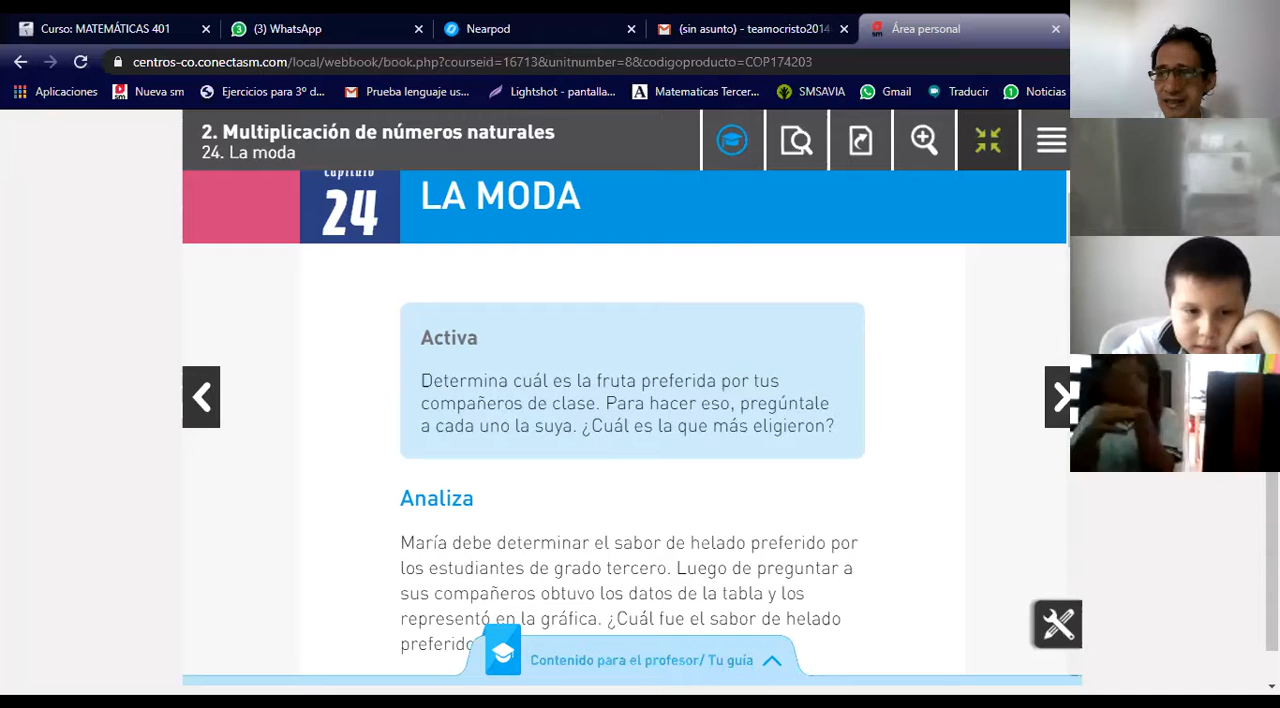 Curso: MATEMÁTICAS 401
(3) WhatsApp
Nearpod
(sin asunto) - teamocristo2014
Área personal
centros-co.conectasm.com/local/webbook/book.php?courseid=16713&unitnumber=8&codigoproducto=COP174203
Aplicaciones
Nueva sm
Ejercicios para 3º d...
Prueba lenguaje us...
Lightshot - pantalla...
Matematicas Tercer...
SMSAVIA
Gmail
Traducir
Noticias
2. Multiplicación de números naturales
24. La moda
Capítulo
24
LA MODA
Activa
Determina cuál es la fruta preferida por tus
compañeros de clase. Para hacer eso, pregúntale
a cada uno la suya. ¿Cuál es la que más eligieron?
Analiza
María debe determinar el sabor de helado preferido por
los estudiantes de grado tercero. Luego de preguntar a
sus compañeros obtuvo los datos de la tabla y los
representó en la gráfica. ¿Cuál fue el sabor de helado
preferido
Contenido para el profesor/ Tu guía